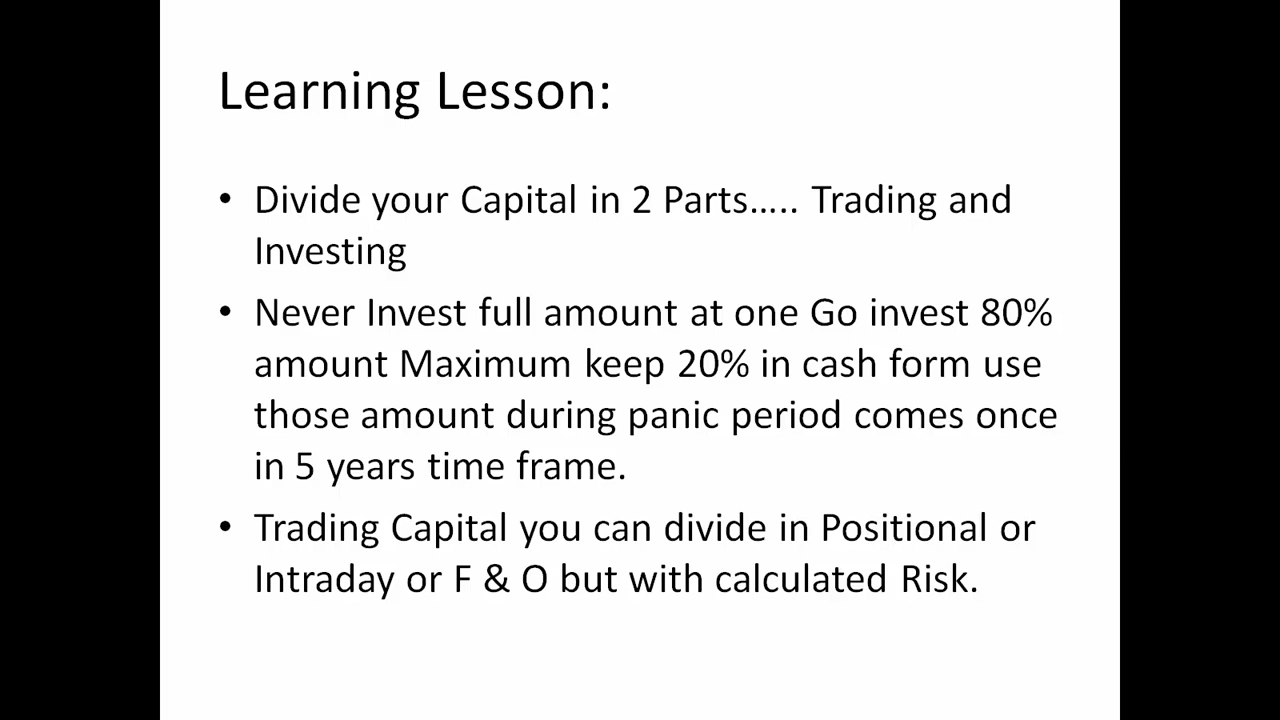 Learning Lesson:
• Divide your Capital in 2 Parts..... Trading and
Investing
• Never Invest full amount at one Go invest 80%
amount Maximum keep 20% in cash form use
those amount during panic period comes once
in 5 years time frame.
• Trading Capital you can divide in Positional or
Intraday or F & O but with calculated Risk.